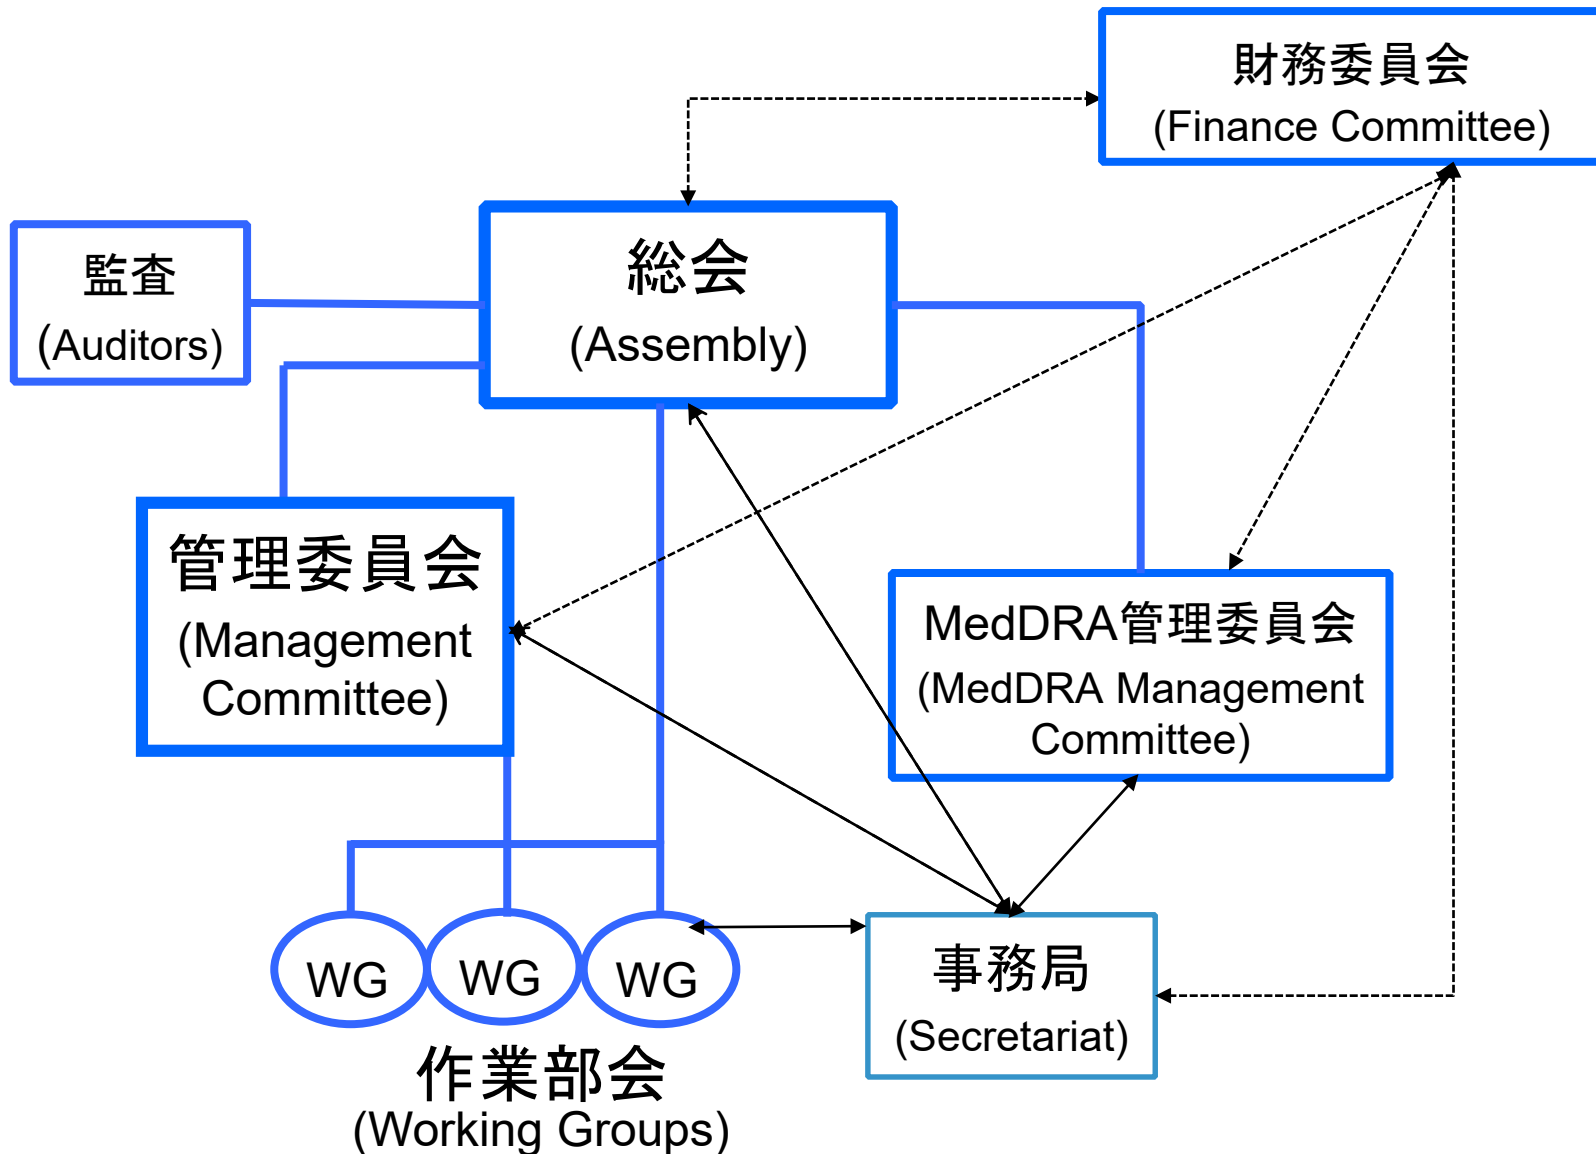 財務委員会
(Finance Committee)
監査
(Auditors)
総会
(Assembly)
管理委員会
(Management
Committee)
MedDRA管理委員会
(MedDRA Management
Committee)
WG
WG
WG
作業部会
(Working Groups)
事務局
(Secretariat)